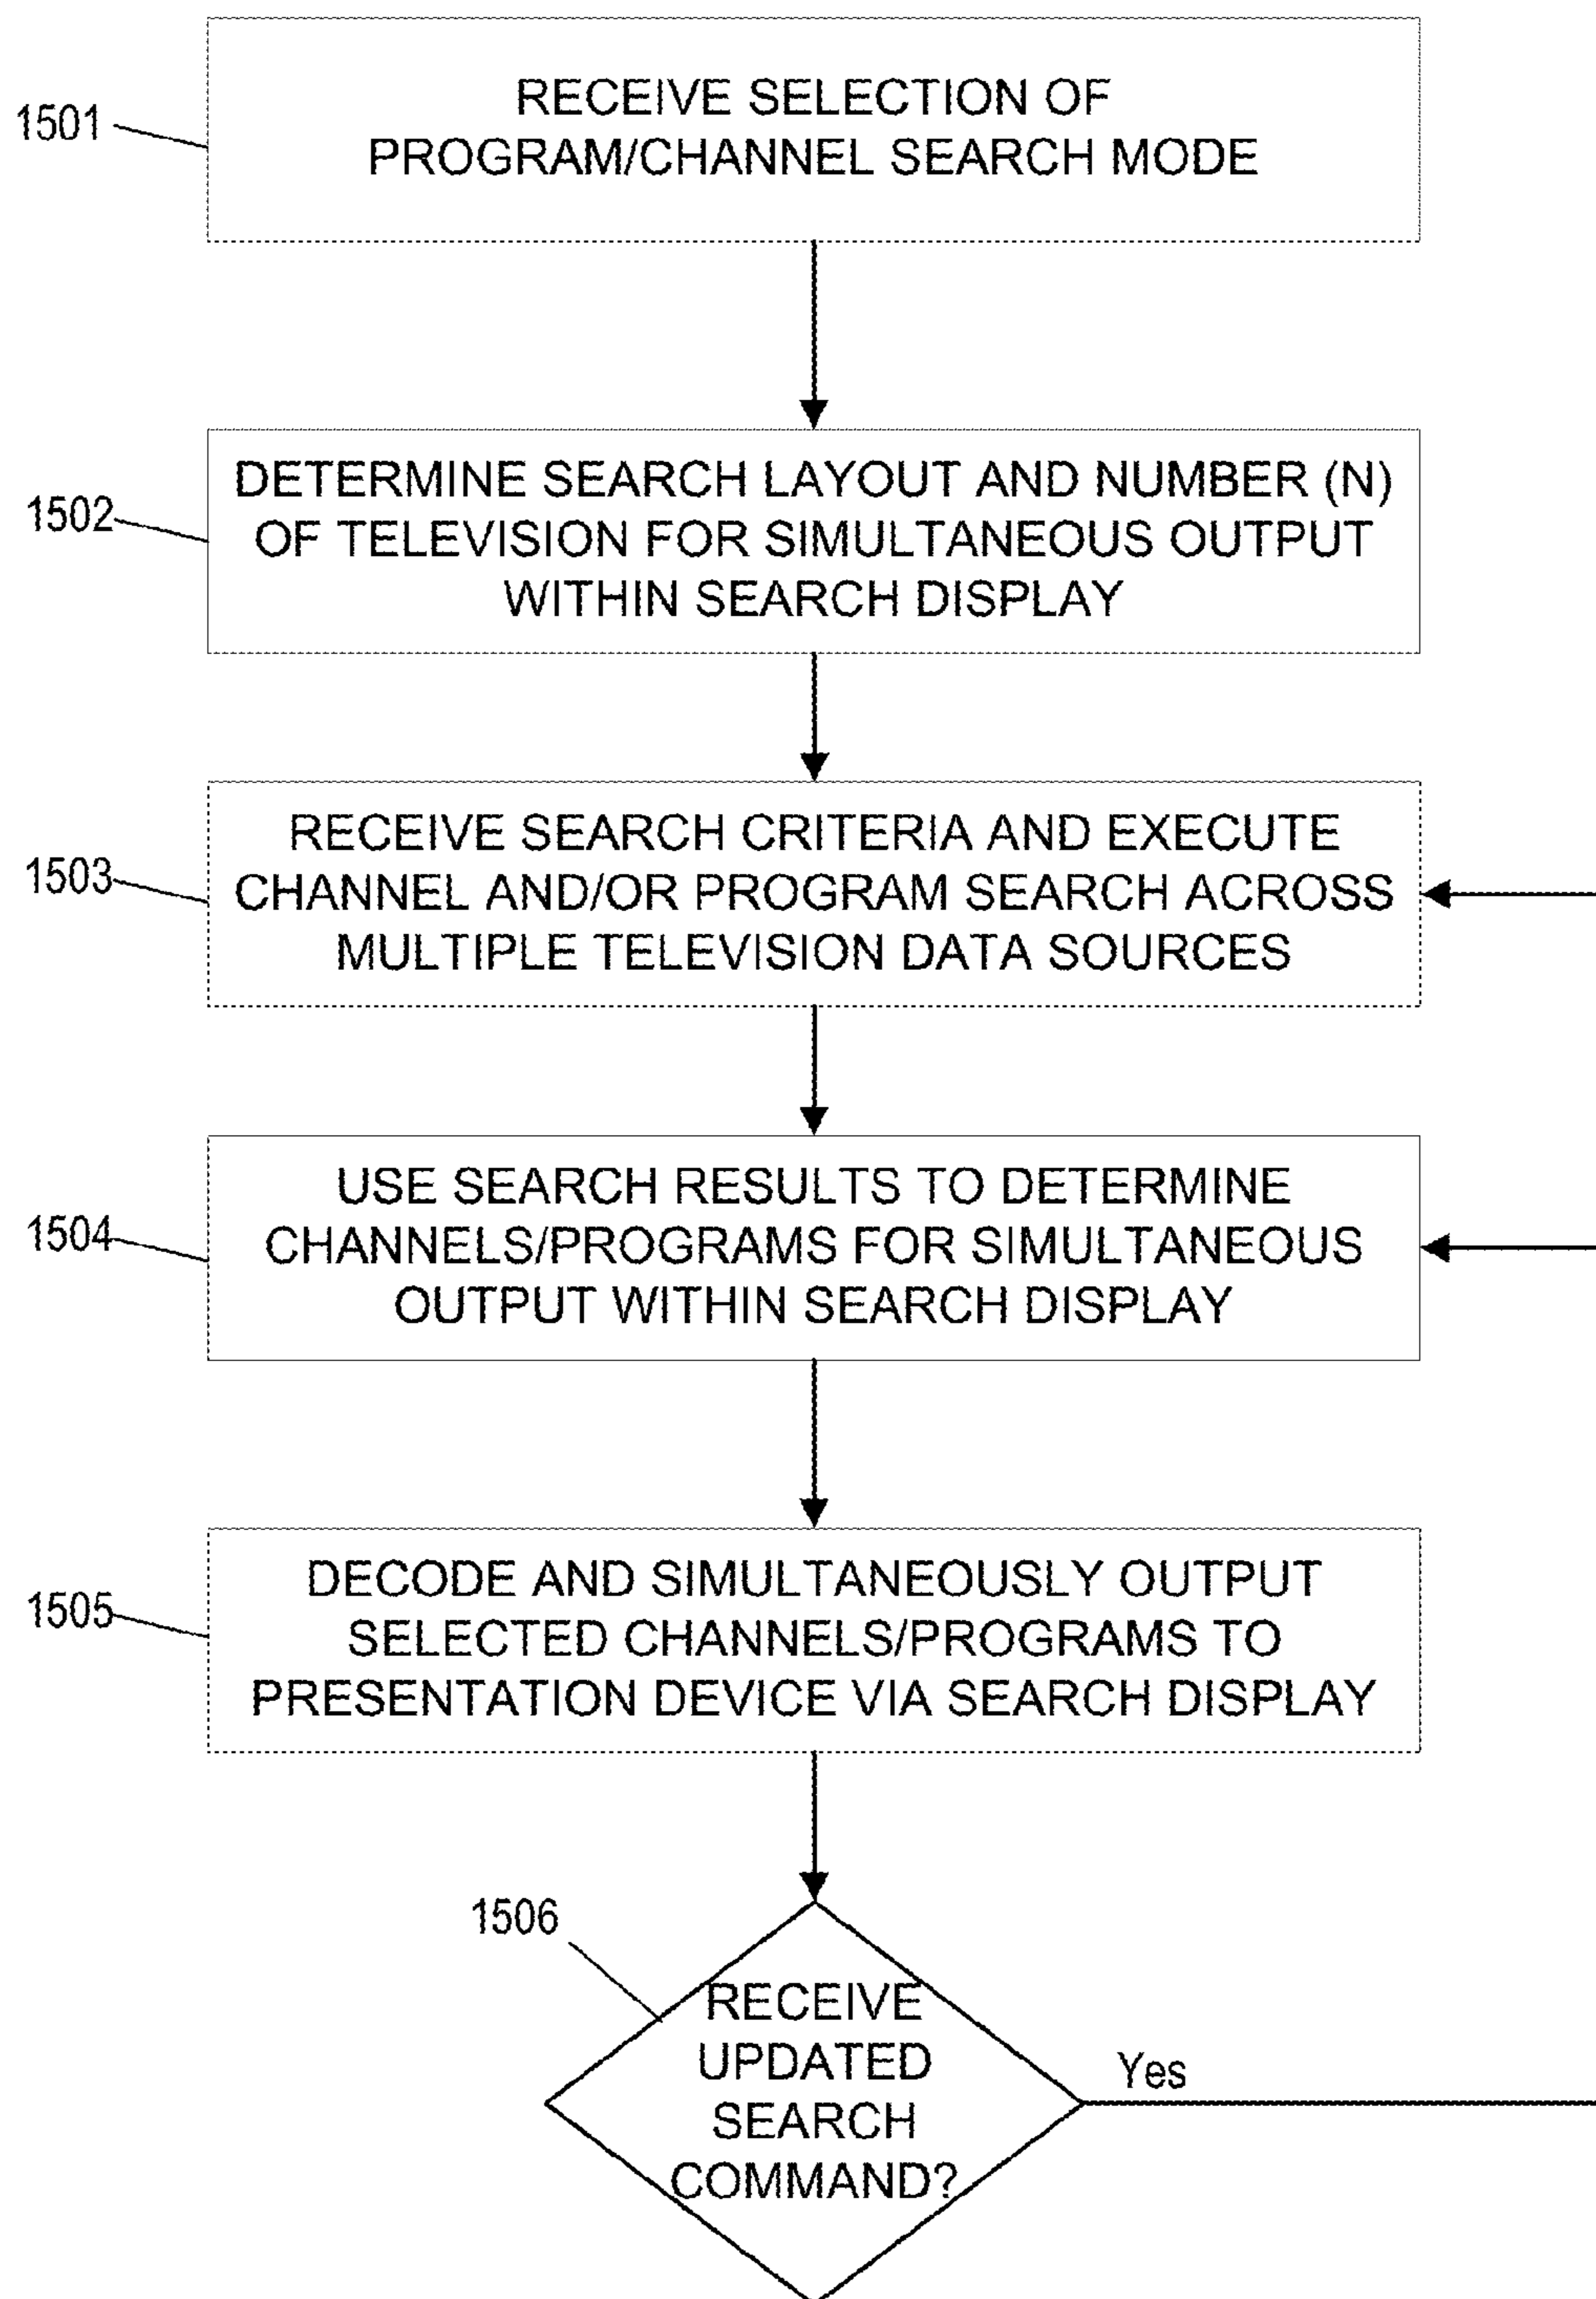 1501
RECEIVE SELECTION OF
PROGRAM/CHANNEL SEARCH MODE
1502
DETERMINE SEARCH LAYOUT AND NUMBER (N)
OF TELEVISION FOR SIMULTANEOUS OUTPUT
WITHIN SEARCH DISPLAY
1503
RECEIVE SEARCH CRITERIA AND EXECUTE
CHANNEL AND/OR PROGRAM SEARCH ACROSS
MULTIPLE TELEVISION DATA SOURCES
1504
USE SEARCH RESULTS TO DETERMINE
CHANNELS/PROGRAMS FOR SIMULTANEOUS
OUTPUT WITHIN SEARCH DISPLAY
1505
DECODE AND SIMULTANEOUSLY OUTPUT
SELECTED CHANNELS/PROGRAMS TO
PRESENTATION DEVICE VIA SEARCH DISPLAY
1506
RECEIVE
UPDATED
SEARCH
COMMAND?
Yes